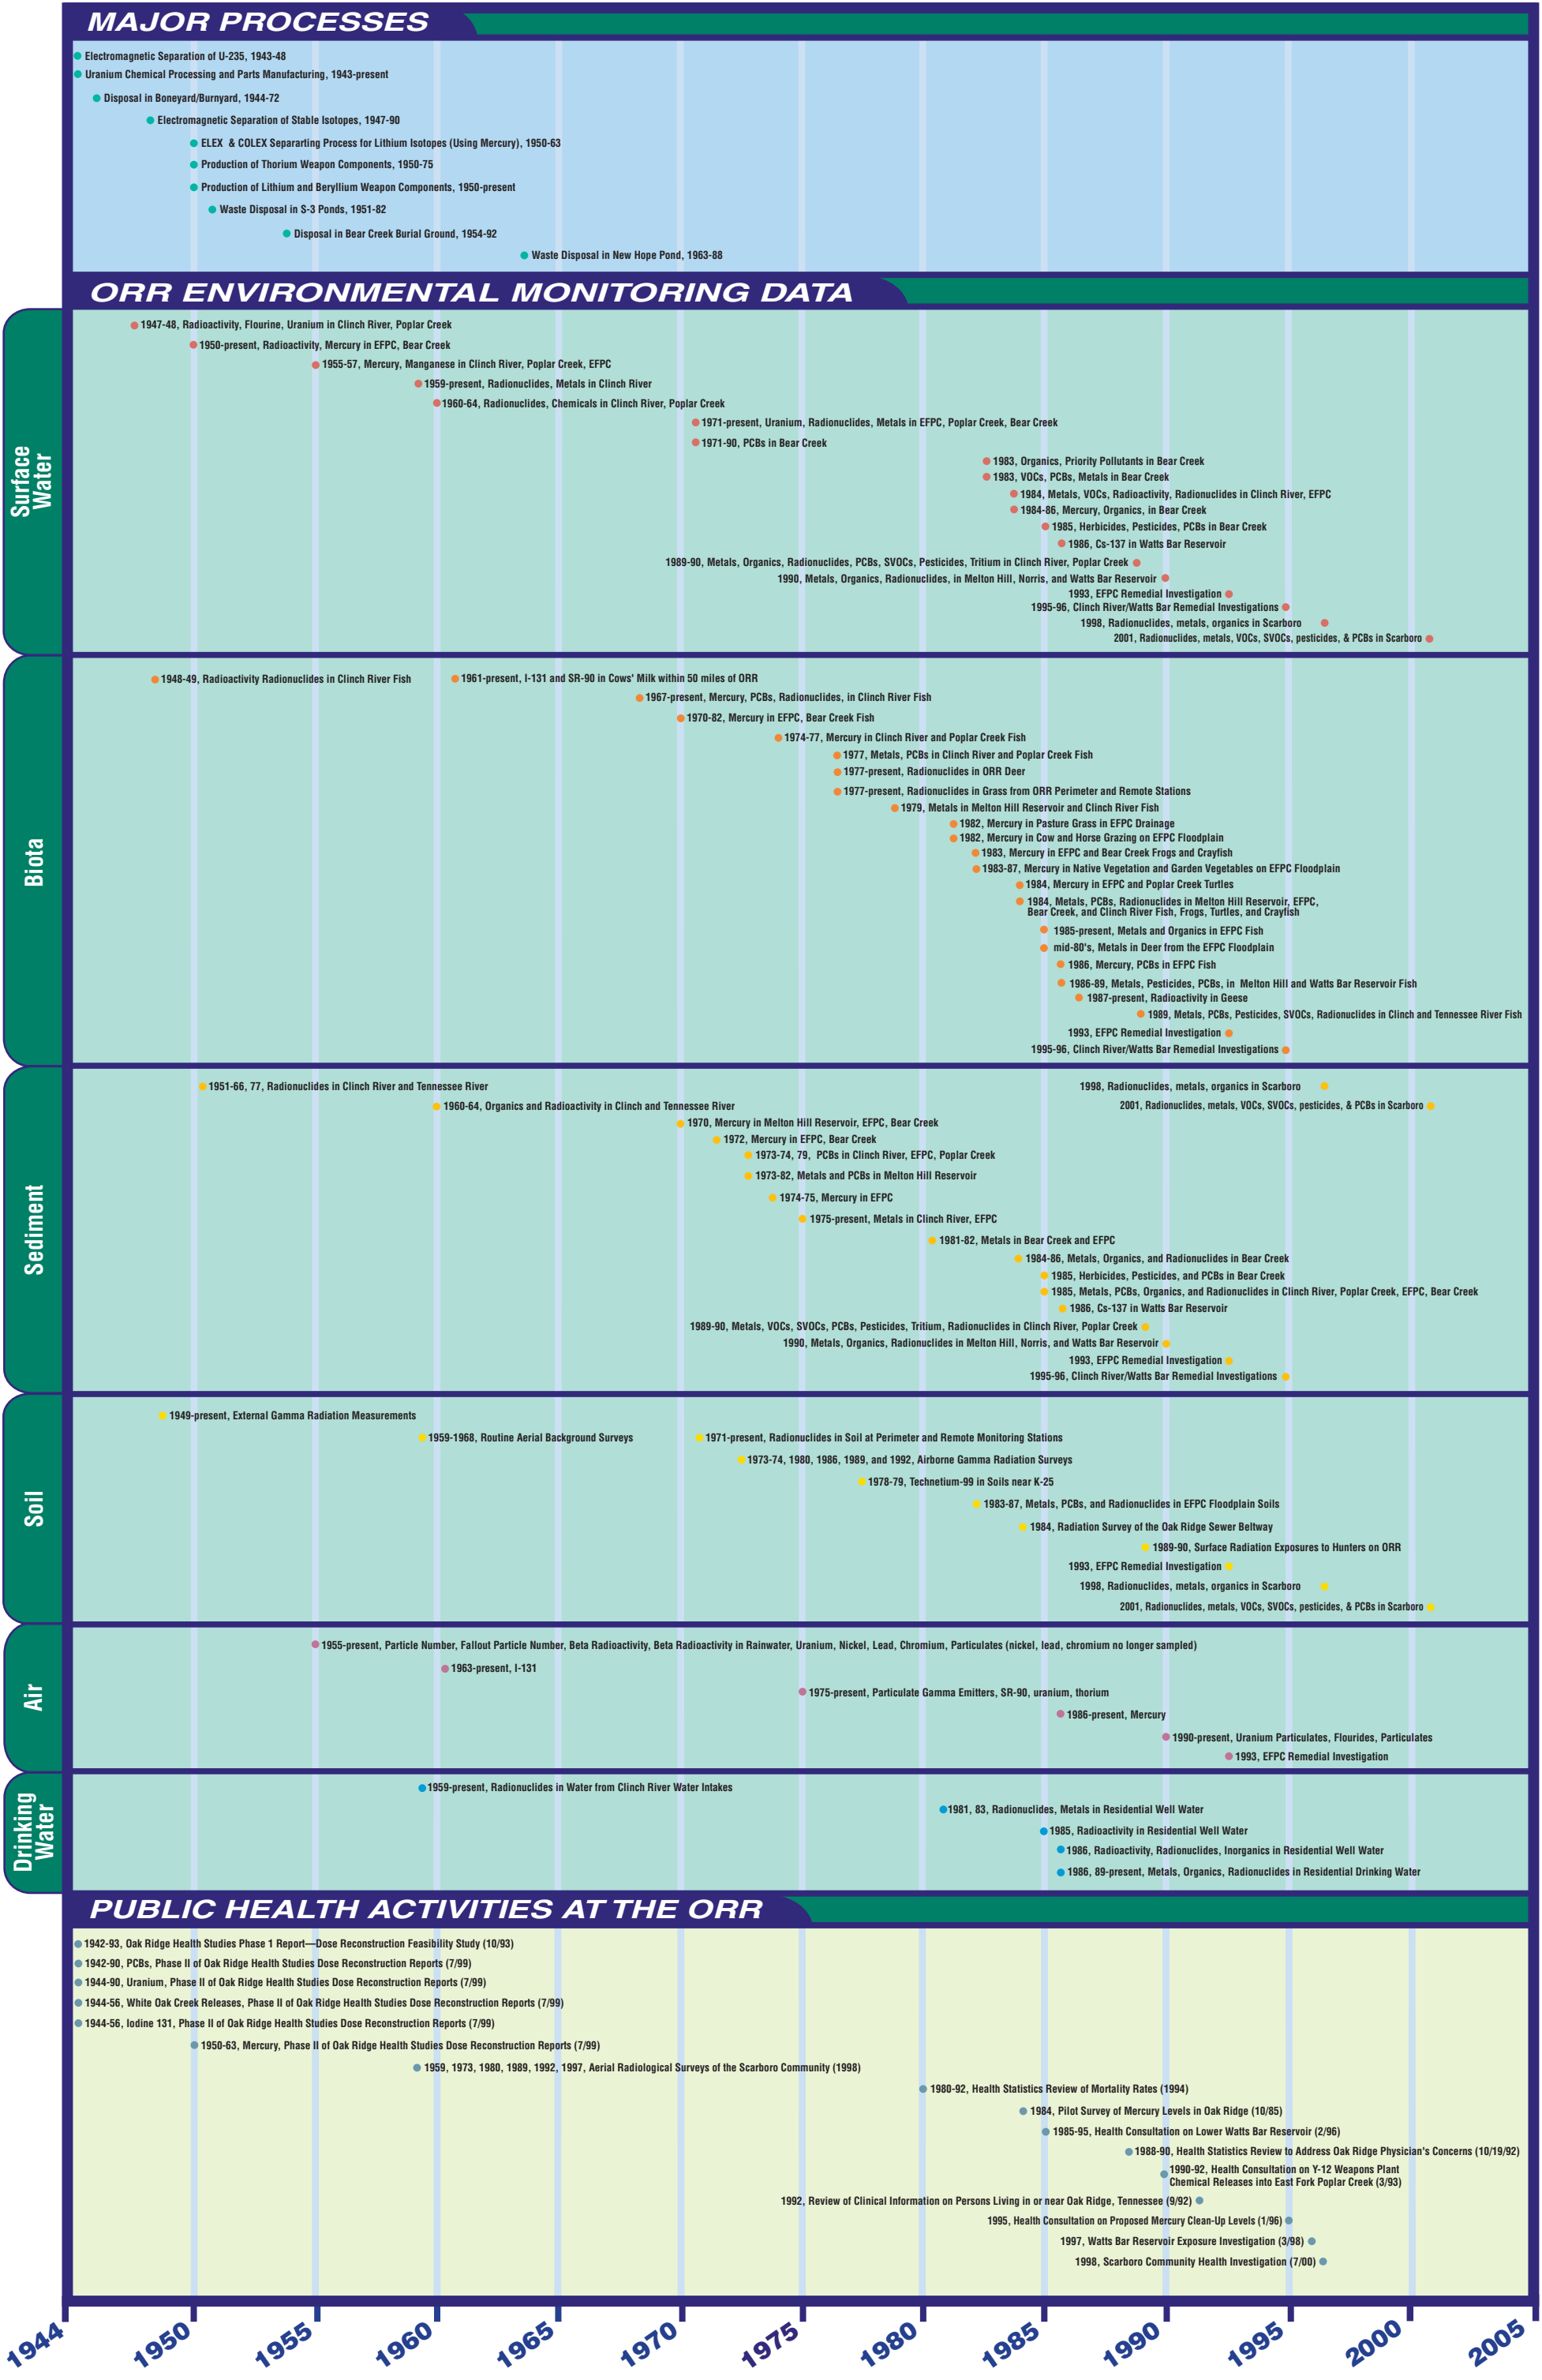 MAJOR PROCESSES
Electromagnetic Separation of U-235, 1943-48
Uranium Chemical Processing and Parts Manufacturing, 1943-present
Disposal in Boneyard/Burnyard, 1944-72
Electromagnetic Separation of Stable Isotopes, 1947-90
ELEX & COLEX Separarting Process for Lithium Isotopes (Using Mercury), 1950-63
Production of Thorium Weapon Components, 1950-75
Production of Lithium and Beryllium Weapon Components, 1950-present
Waste Disposal in S-3 Ponds, 1951-82
Disposal in Bear Creek Burial Ground, 1954-92
Waste Disposal in New Hope Pond, 1963-88
ORR ENVIRONMENTAL MONITORING DATA
Surface
Water
1947-48, Radioactivity, Flourine, Uranium in Clinch River, Poplar Creek
1950-present, Radioactivity, Mercury in EFPC, Bear Creek
1955-57, Mercury, Manganese in Clinch River, Poplar Creek, EFPC
1959-present, Radionuclides, Metals in Clinch River
1960-64, Radionuclides, Chemicals in Clinch River, Poplar Creek
1971-present, Uranium, Radionuclides, Metals in EFPC, Poplar Creek, Bear Creek
1971-90, PCBs in Bear Creek
1983, Organics, Priority Pollutants in Bear Creek
1983, VOCs, PCBs, Metals in Bear Creek
1984, Metals, VOCs, Radioactivity, Radionuclides in Clinch River, EFPC
1984-86, Mercury, Organics, in Bear Creek
1985, Herbicides, Pesticides, PCBs in Bear Creek
1986, Cs-137 in Watts Bar Reservoir
1989-90, Metals, Organics, Radionuclides, PCBs, SVOCs, Pesticides, Tritium in Clinch River, Poplar Creek
1990, Metals, Organics, Radionuclides, in Melton Hill, Norris, and Watts Bar Reservoir
1993, EFPC Remedial Investigation
1995-96, Clinch River/Watts Bar Remedial Investigations
1998, Radionuclides, metals, organics in Scarboro
2001, Radionuclides, metals, VOCs, SVOCs, pesticides, & PCBs in Scarboro
Biota
1948-49, Radioactivity Radionuclides in Clinch River Fish
1961-present, I-131 and SR-90 in Cows' Milk within 50 miles of ORR
1967-present, Mercury, PCBs, Radionuclides, in Clinch River Fish
1970-82, Mercury in EFPC, Bear Creek Fish
1974-77, Mercury in Clinch River and Poplar Creek Fish
1977, Metals, PCBs in Clinch River and Poplar Creek Fish
1977-present, Radionuclides in ORR Deer
1977-present, Radionuclides in Grass from ORR Perimeter and Remote Stations
1979, Metals in Melton Hill Reservoir and Clinch River Fish
1982, Mercury in Pasture Grass in EFPC Drainage
1982, Mercury in Cow and Horse Grazing on EFPC Floodplain
1983, Mercury in EFPC and Bear Creek Frogs and Crayfish
1983-87, Mercury in Native Vegetation and Garden Vegetables on EFPC Floodplain
1984, Mercury in EFPC and Poplar Creek Turtles
1984, Metals, PCBs, Radionuclides in Melton Hill Reservoir, EFPC,
Bear Creek, and Clinch River Fish, Frogs, Turtles, and Crayfish
1985-present, Metals and Organics in EFPC Fish
mid-80's, Metals in Deer from the EFPC Floodplain
1986, Mercury, PCBs in EFPC Fish
1986-89, Metals, Pesticides, PCBs, in Melton Hill and Watts Bar Reservoir Fish
1987-present, Radioactivity in Geese
1989, Metals, PCBs, Pesticides, SVOCs, Radionuclides in Clinch and Tennessee River Fish
1993, EFPC Remedial Investigation
1995-96, Clinch River/Watts Bar Remedial Investigations
Sediment
1951-66, 77, Radionuclides in Clinch River and Tennessee River
1998, Radionuclides, metals, organics in Scarboro
1960-64, Organics and Radioactivity in Clinch and Tennessee River
2001, Radionuclides, metals, VOCs, SVOCs, pesticides, & PCBs in Scarboro
1970, Mercury in Melton Hill Reservoir, EFPC, Bear Creek
1972, Mercury in EFPC, Bear Creek
1973-74, 79, PCBs in Clinch River, EFPC, Poplar Creek
1973-82, Metals and PCBs in Melton Hill Reservoir
1974-75, Mercury in EFPC
1975-present, Metals in Clinch River, EFPC
1981-82, Metals in Bear Creek and EFPC
1984-86, Metals, Organics, and Radionuclides in Bear Creek
1985, Herbicides, Pesticides, and PCBs in Bear Creek
1985, Metals, PCBs, Organics, and Radionuclides in Clinch River, Poplar Creek, EFPC, Bear Creek
1986, Cs-137 in Watts Bar Reservoir
1989-90, Metals, VOCs, SVOCs, PCBs, Pesticides, Tritium, Radionuclides in Clinch River, Poplar Creek
1990, Metals, Organics, Radionuclides in Melton Hill, Norris, and Watts Bar Reservoir
1993, EFPC Remedial Investigation
1995-96, Clinch River/Watts Bar Remedial Investigations
Soil
1949-present, External Gamma Radiation Measurements
1959-1968, Routine Aerial Background Surveys
1971-present, Radionuclides in Soil at Perimeter and Remote Monitoring Stations
1973-74, 1980, 1986, 1989, and 1992, Airborne Gamma Radiation Surveys
1978-79, Technetium-99 in Soils near K-25
1983-87, Metals, PCBs, and Radionuclides in EFPC Floodplain Soils
1984, Radiation Survey of the Oak Ridge Sewer Beltway
1989-90, Surface Radiation Exposures to Hunters on ORR
1993, EFPC Remedial Investigation
1998, Radionuclides, metals, organics in Scarboro
2001, Radionuclides, metals, VOCs, SVOCs, pesticides, & PCBs in Scarboro
Air
1955-present, Particle Number, Fallout Particle Number, Beta Radioactivity, Beta Radioactivity in Rainwater, Uranium, Nickel, Lead, Chromium, Particulates (nickel, lead, chromium no longer sampled)
1963-present, I-131
1975-present, Particulate Gamma Emitters, SR-90, uranium, thorium
1986-present, Mercury
1990-present, Uranium Particulates, Flourides, Particulates
1993, EFPC Remedial Investigation
Drinking
Water
1959-present, Radionuclides in Water from Clinch River Water Intakes
1981, 83, Radionuclides, Metals in Residential Well Water
1985, Radioactivity in Residential Well Water
1986, Radioactivity, Radionuclides, Inorganics in Residential Well Water
1986, 89-present, Metals, Organics, Radionuclides in Residential Drinking Water
PUBLIC HEALTH ACTIVITIES AT THE ORR
1942-93, Oak Ridge Health Studies Phase 1 Report—Dose Reconstruction Feasibility Study (10/93)
1942-90, PCBs, Phase II of Oak Ridge Health Studies Dose Reconstruction Reports (7/99)
1944-90, Uranium, Phase II of Oak Ridge Health Studies Dose Reconstruction Reports (7/99)
1944-56, White Oak Creek Releases, Phase II of Oak Ridge Health Studies Dose Reconstruction Reports (7/99)
1944-56, Iodine 131, Phase II of Oak Ridge Health Studies Dose Reconstruction Reports (7/99)
1950-63, Mercury, Phase II of Oak Ridge Health Studies Dose Reconstruction Reports (7/99)
1959, 1973, 1980, 1989, 1992, 1997, Aerial Radiological Surveys of the Scarboro Community (1998)
1980-92, Health Statistics Review of Mortality Rates (1994)
1984, Pilot Survey of Mercury Levels in Oak Ridge (10/85)
1985-95, Health Consultation on Lower Watts Bar Reservoir (2/96)
1988-90, Health Statistics Review to Address Oak Ridge Physician's Concerns (10/19/92)
1990-92, Health Consultation on Y-12 Weapons Plant
Chemical Releases into East Fork Poplar Creek (3/93)
1992, Review of Clinical Information on Persons Living in or near Oak Ridge, Tennessee (9/92)
1995, Health Consultation on Proposed Mercury Clean-Up Levels (1/96)
1997, Watts Bar Reservoir Exposure Investigation (3/98)
1998, Scarboro Community Health Investigation (7/00)
1944 1950 1955 1960 1965 1970 1975 1980 1985 1990 1995 2000 2005